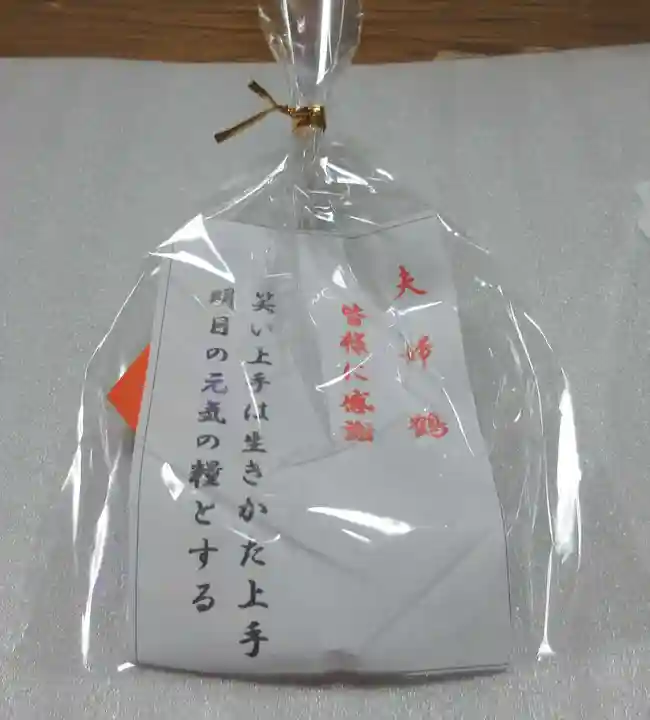 夫婦鶴
皆様に感謝
笑い上手は生きかた上手
明日の元気の糧とする